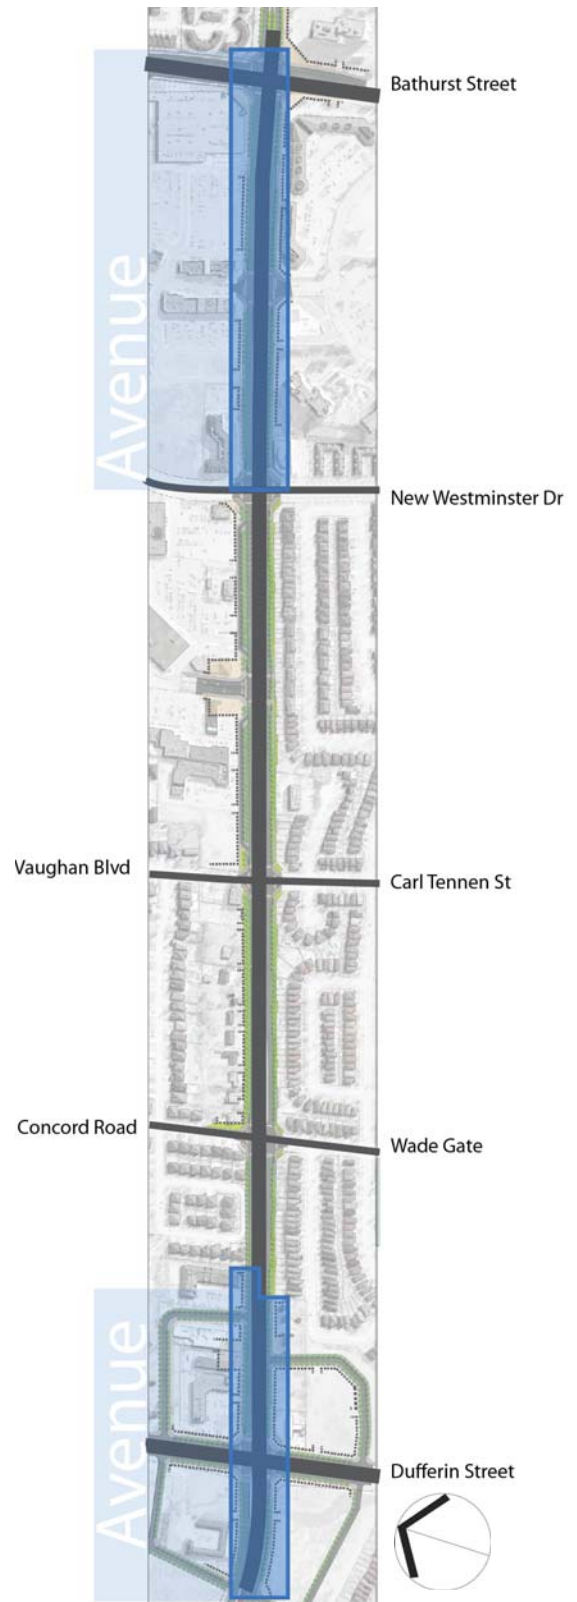 Bathurst Street
Avenue
New Westminster Dr
Vaughan Blvd
Carl Tennen St
Concord Road
Wade Gate
Avenue
Dufferin Street